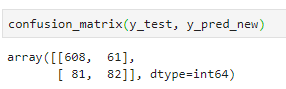 confusion_matrix(y_test, y_pred_new)
array([[608,  61],
       [ 81,  82]], dtype=int64)